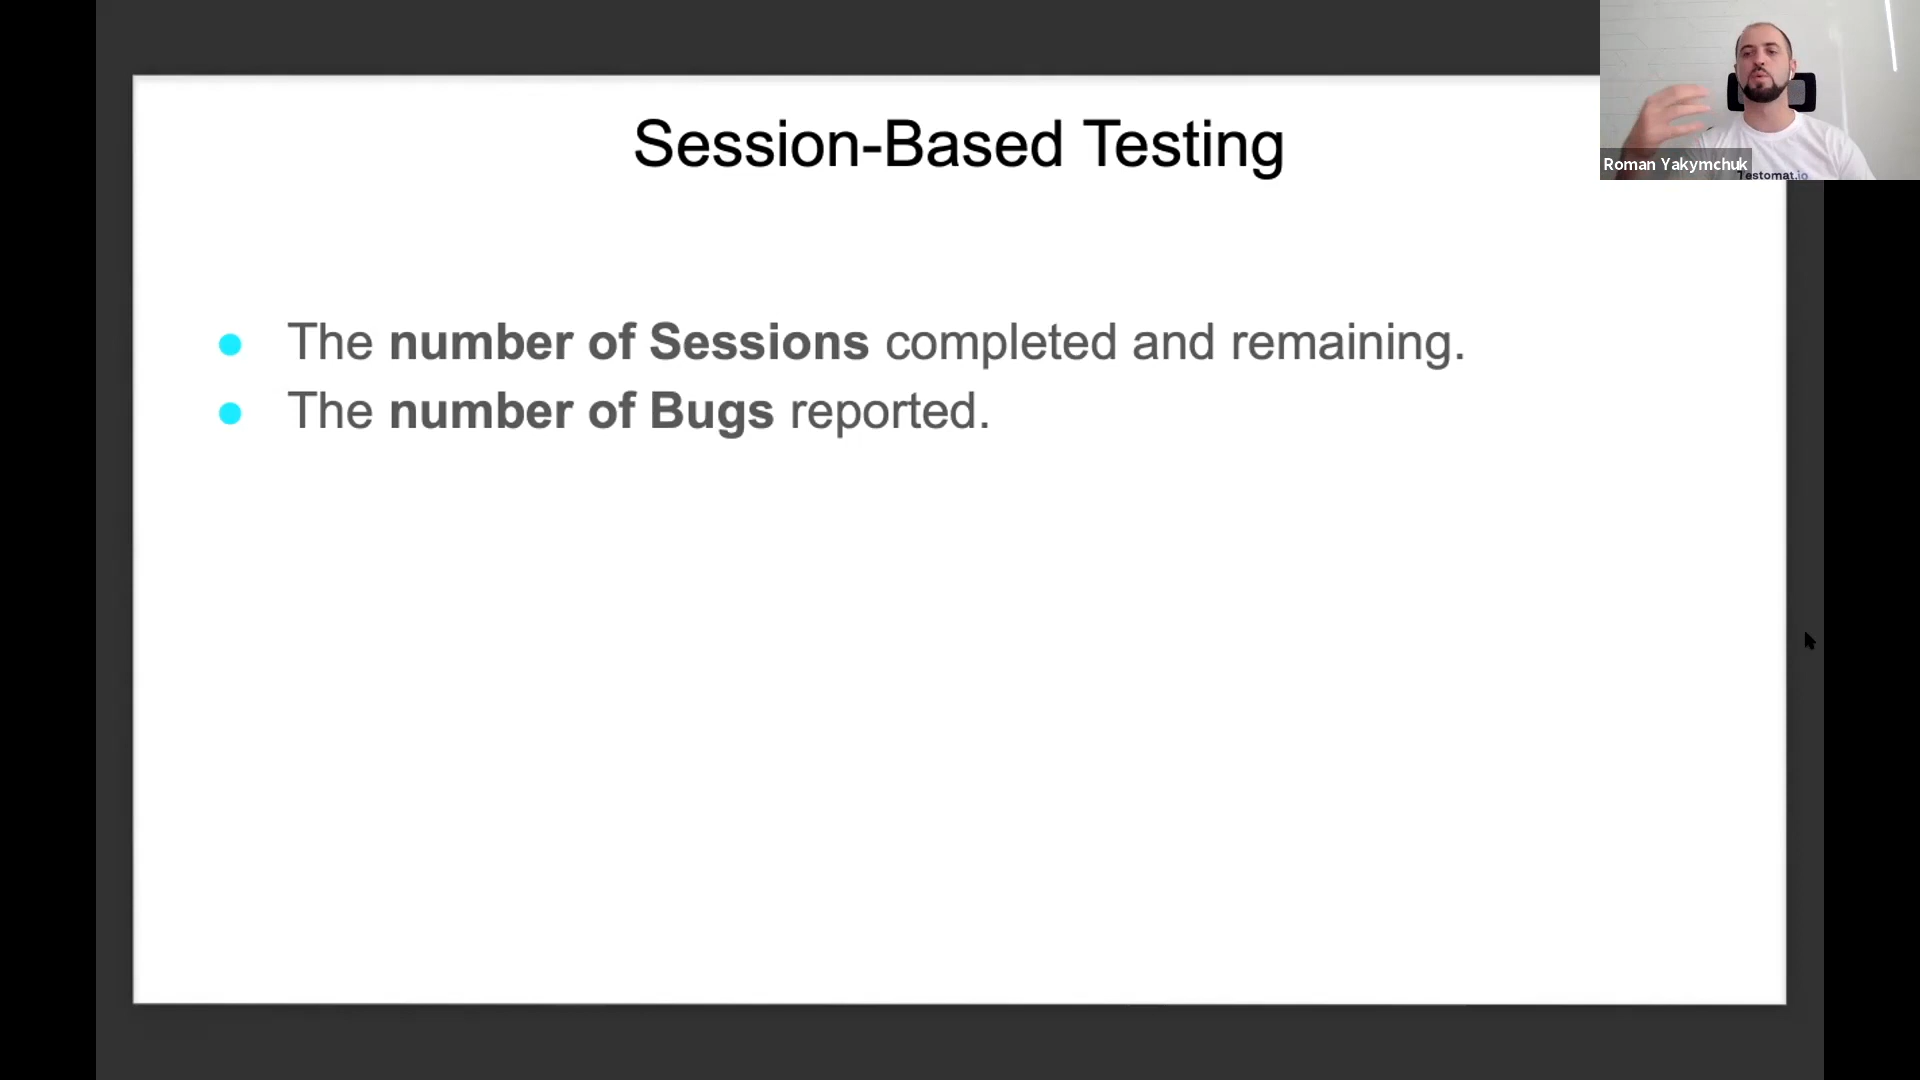 Session-Based Testing
● The number of Sessions completed and remaining.
● The number of Bugs reported.
Roman Yakymchuk
Testomat.io